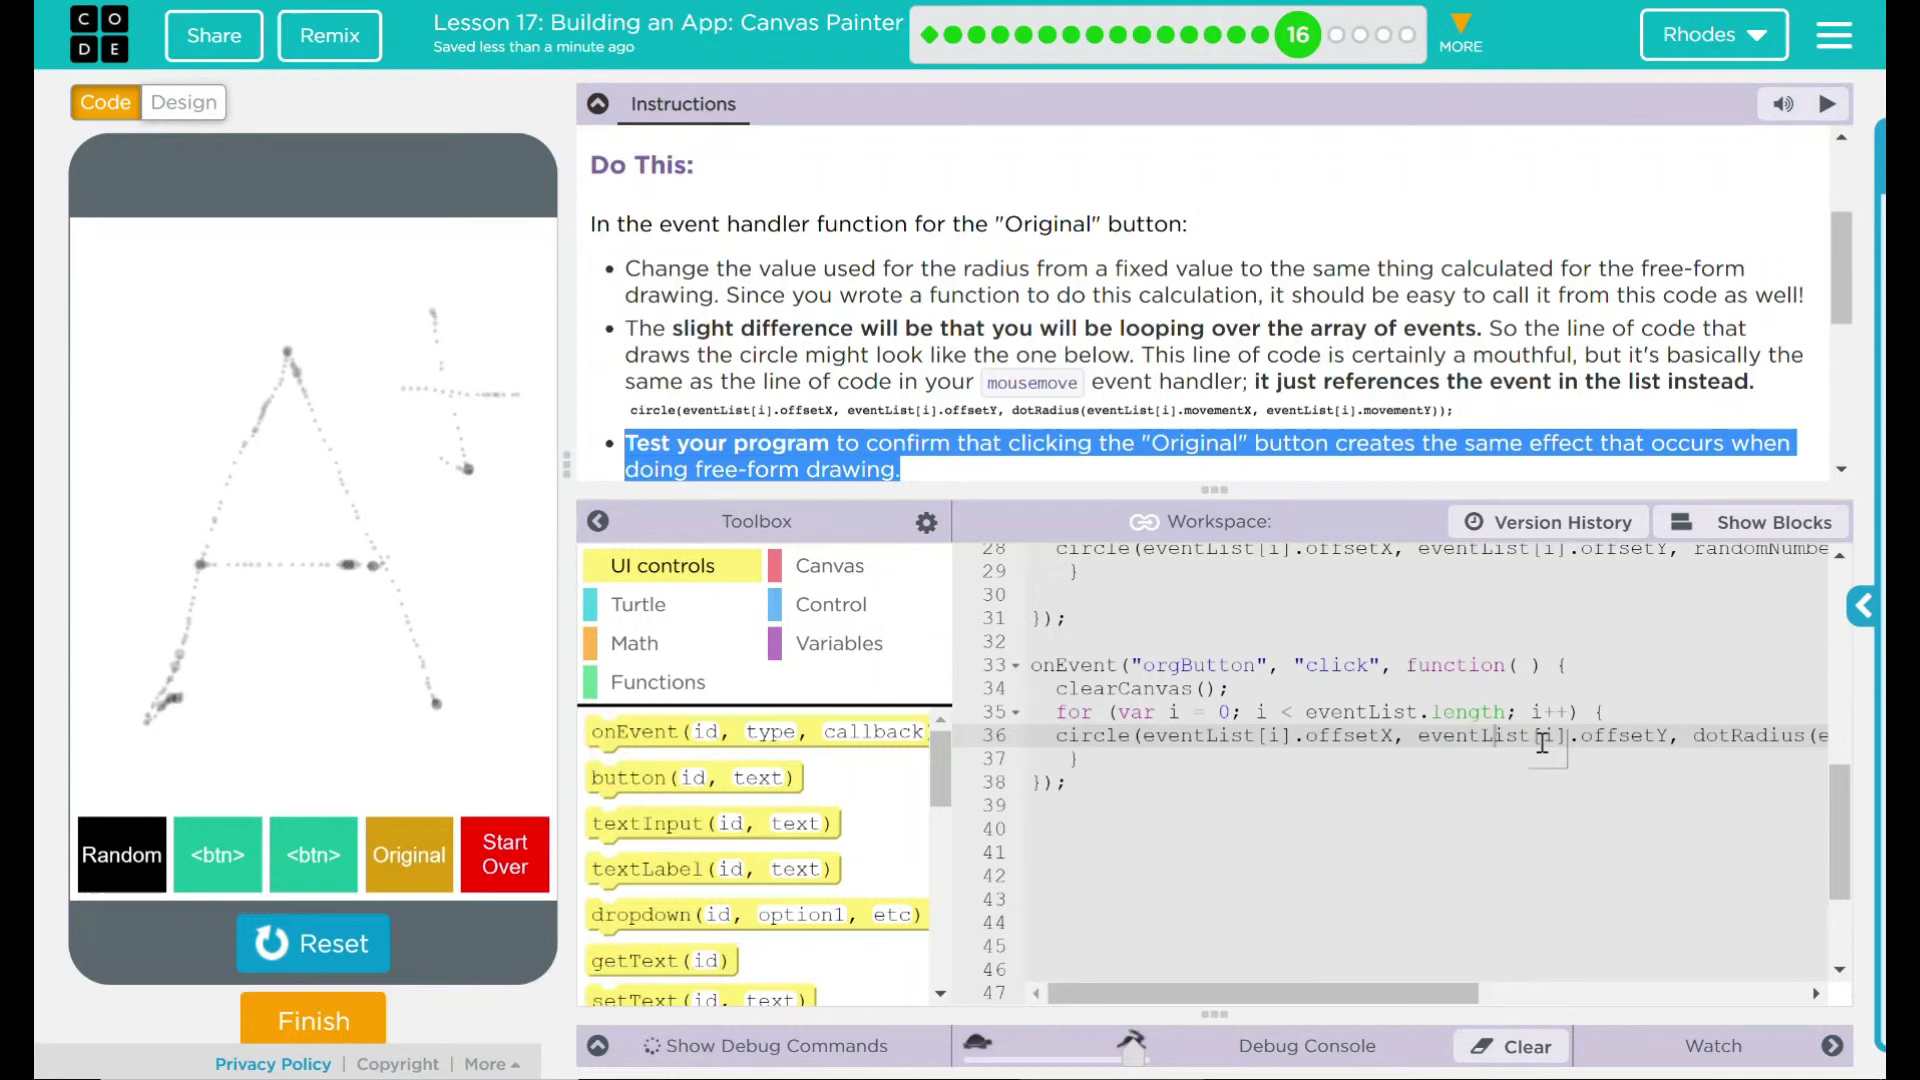 C O
D E
Share
Remix
Lesson 17: Building an App: Canvas Painter
Saved less than a minute ago
16
MORE
Rhodes
Code
Design
Instructions
Do This:
In the event handler function for the "Original" button:
Change the value used for the radius from a fixed value to the same thing calculated for the free-form
drawing. Since you wrote a function to do this calculation, it should be easy to call it from this code as well!
The slight difference will be that you will be looping over the array of events. So the line of code that
draws the circle might look like the one below. This line of code is certainly a mouthful, but it's basically the
same as the line of code in your mousemove event handler; it just references the event in the list instead.
circle(eventList[i].offsetX, eventList[i].offsetY, dotRadius(eventList[i].movementX, eventList[i].movementY));
Test your program to confirm that clicking the "Original" button creates the same effect that occurs when
doing free-form drawing.
Toolbox
Workspace:
Version History
Show Blocks
UI controls
Canvas
Turtle
Control
Math
Variables
Functions
onEvent(id, type, callback)
button(id, text)
textInput(id, text)
textLabel(id, text)
dropdown(id, option1, etc)
getText(id)
setText(id, text)
28 circle(eventList[i].offsetX, eventList[i].offsetY, randomNumbe
29 }
30
31 });
32
33 onEvent("orgButton", "click", function( ) {
34 clearCanvas();
35 for (var i = 0; i < eventList.length; i++) {
36 circle(eventList[i].offsetX, eventList[i].offsetY, dotRadius(e
37 }
38 });
39
40
41
42
43
44
45
46
47
Random
<btn>
<btn>
Original
Start
Over
Reset
Finish
Privacy Policy | Copyright | More
Show Debug Commands
Debug Console
Clear
Watch